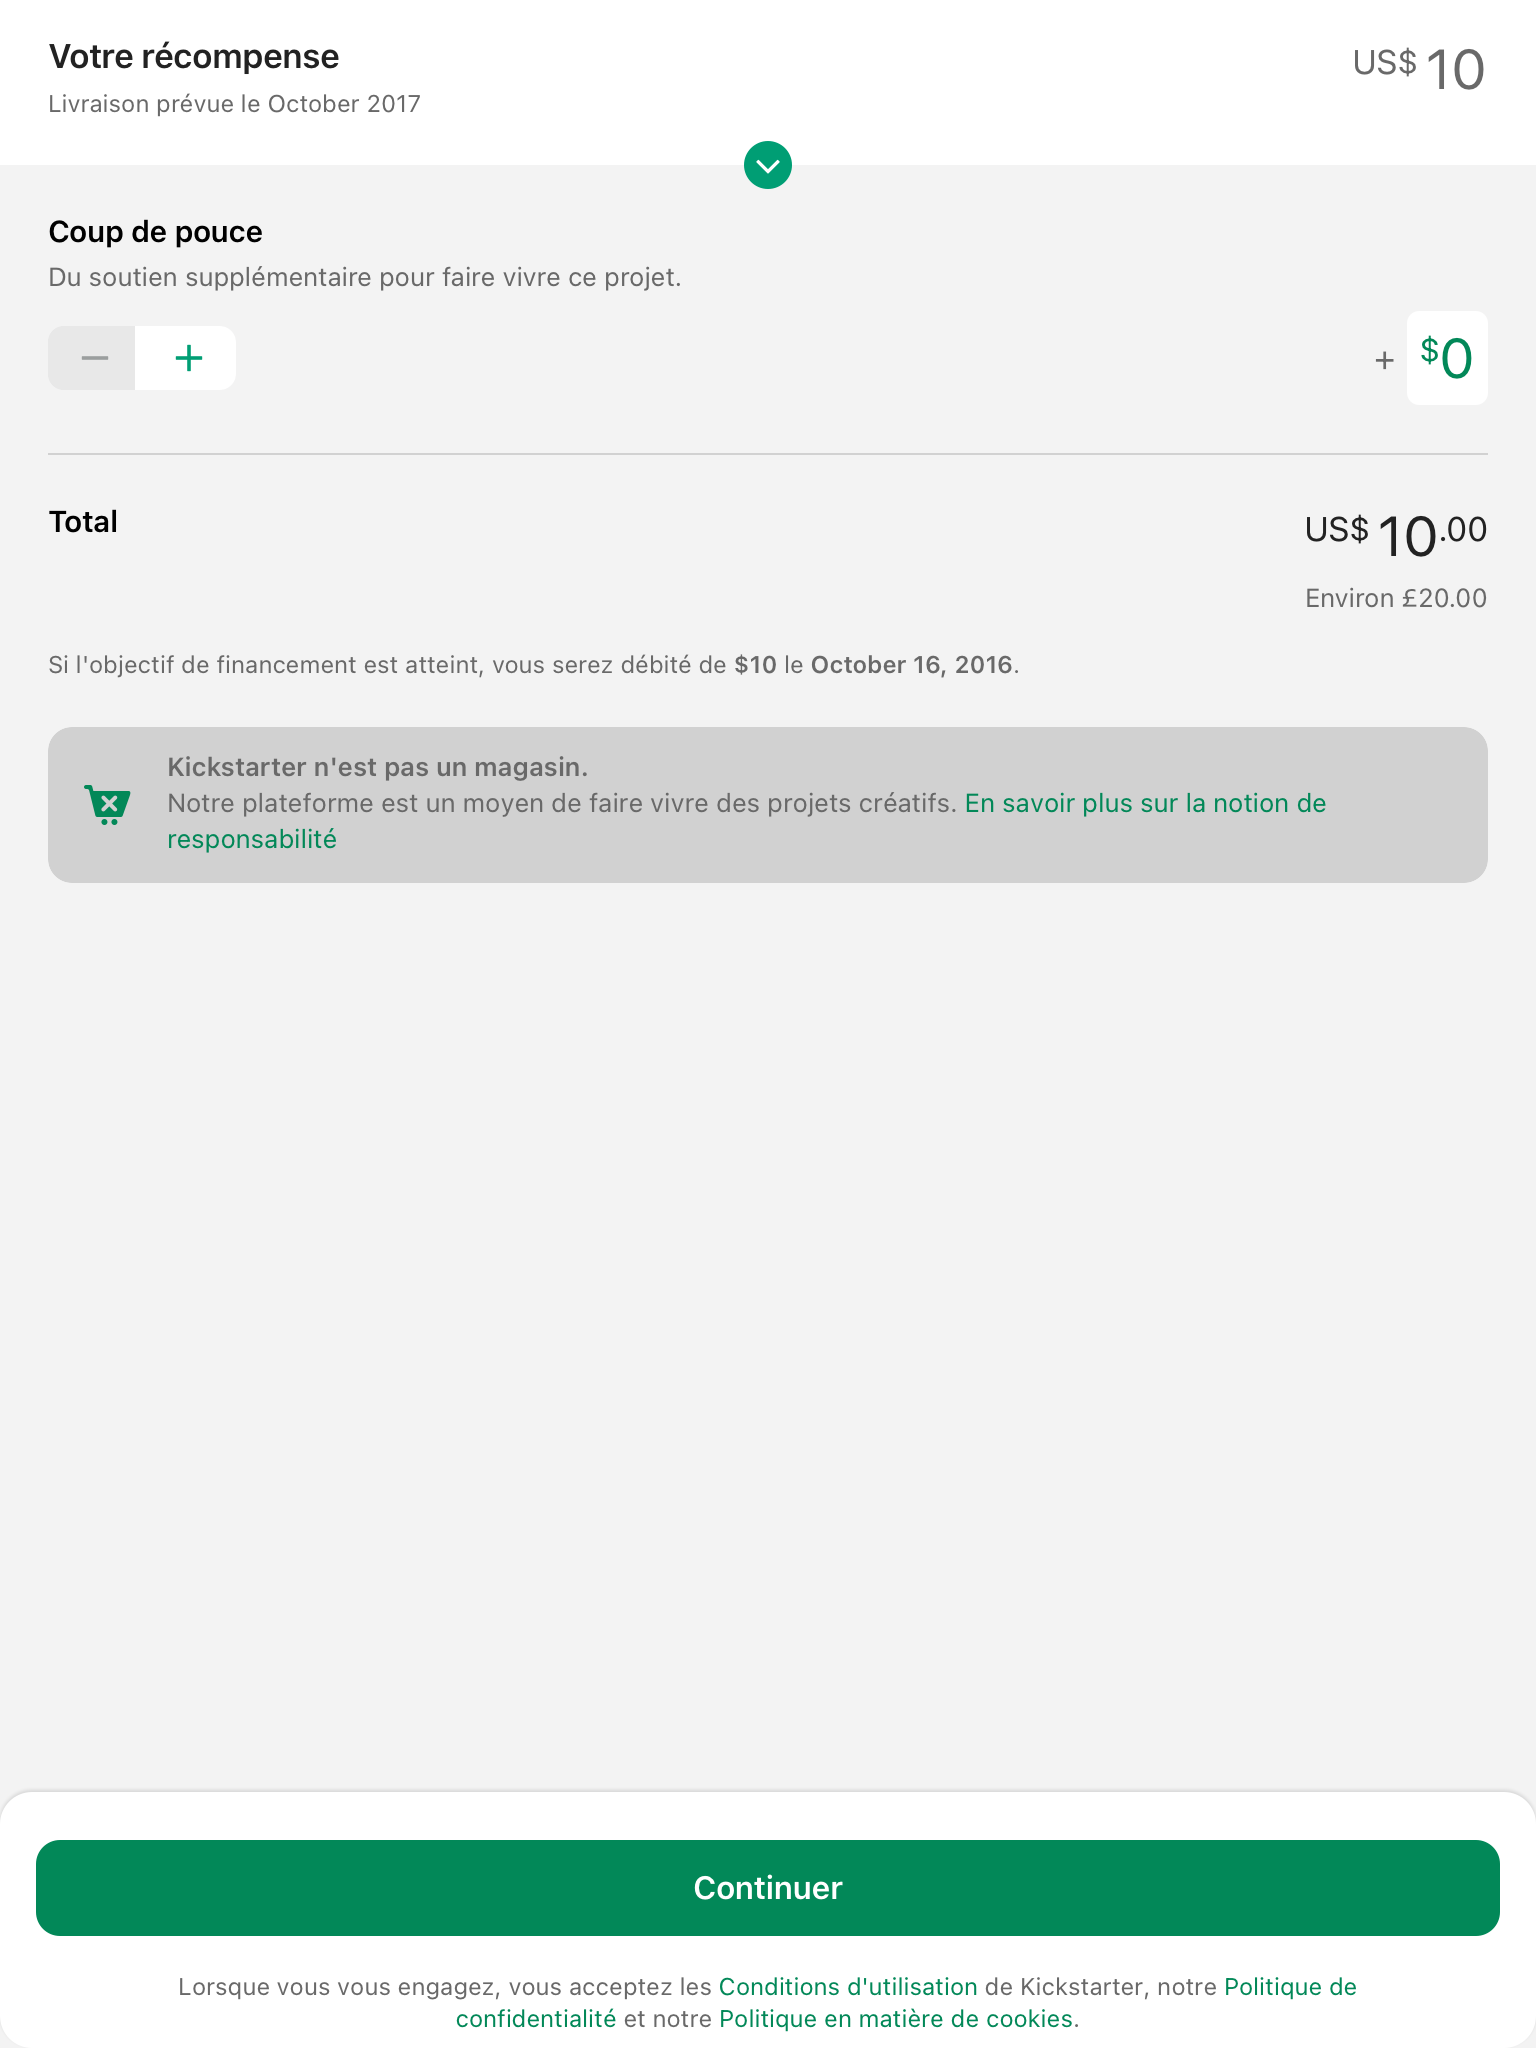 Votre récompense
US$ 10
Livraison prévue le October 2017
Coup de pouce
Du soutien supplémentaire pour faire vivre ce projet.
+ $0
Total
US$ 10.00
Environ £20.00
Si l'objectif de financement est atteint, vous serez débité de $10 le October 16, 2016.
Kickstarter n'est pas un magasin.
Notre plateforme est un moyen de faire vivre des projets créatifs. En savoir plus sur la notion de
responsabilité
Continuer
Lorsque vous vous engagez, vous acceptez les Conditions d'utilisation de Kickstarter, notre Politique de
confidentialité et notre Politique en matière de cookies.